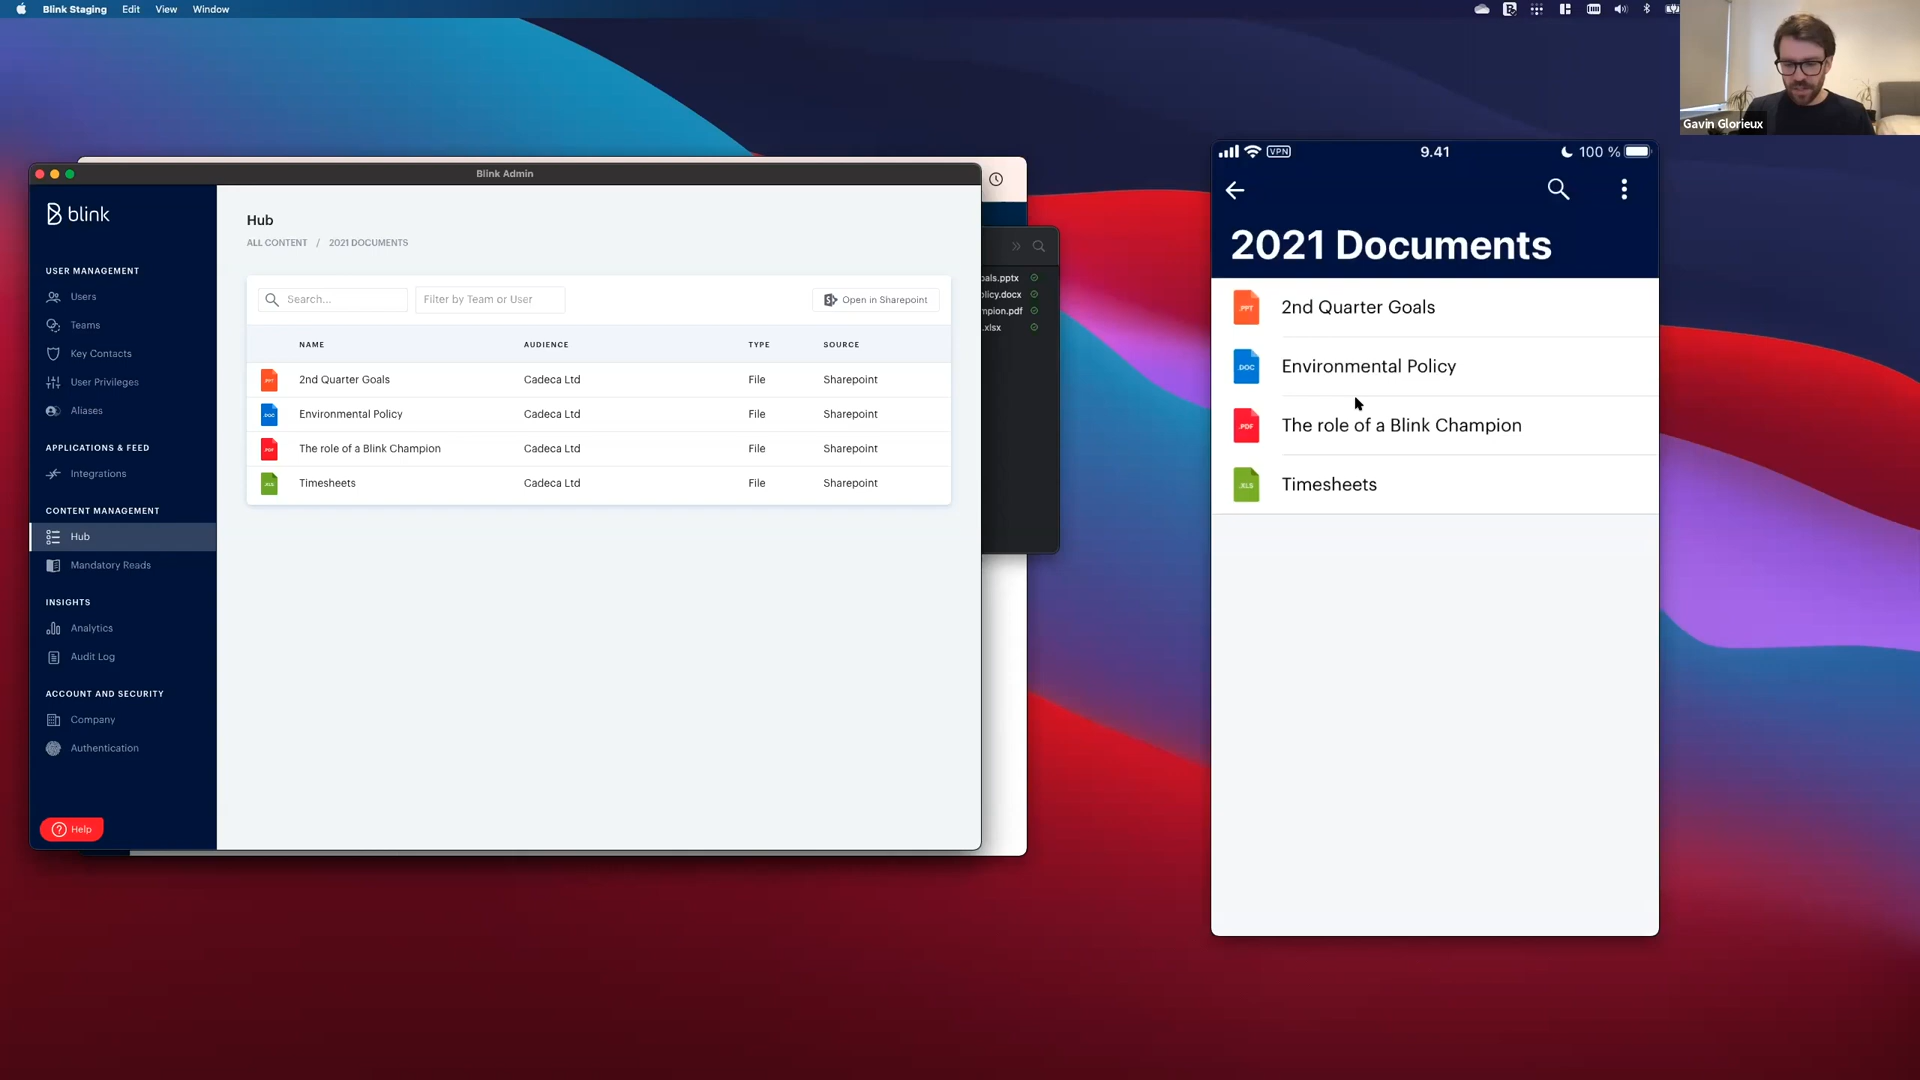 Blink Staging Edit View Window
Gavin Glorieux
Blink Admin
blink
USER MANAGEMENT
Users
Teams
Key Contacts
User Privileges
Aliases
APPLICATIONS & FEED
Integrations
CONTENT MANAGEMENT
Hub
Mandatory Reads
INSIGHTS
Analytics
Audit Log
ACCOUNT AND SECURITY
Company
Authentication
Help
Hub
ALL CONTENT / 2021 DOCUMENTS
Search... Filter by Team or User Open in Sharepoint
NAME AUDIENCE TYPE SOURCE
2nd Quarter Goals Cadeca Ltd File Sharepoint
Environmental Policy Cadeca Ltd File Sharepoint
The role of a Blink Champion Cadeca Ltd File Sharepoint
Timesheets Cadeca Ltd File Sharepoint
als.pptx
olicy.docx
mpion.pdf
.xlsx
VPN 9.41 100 %
2021 Documents
.PPT 2nd Quarter Goals
.DOC Environmental Policy
.PDF The role of a Blink Champion
.XLS Timesheets